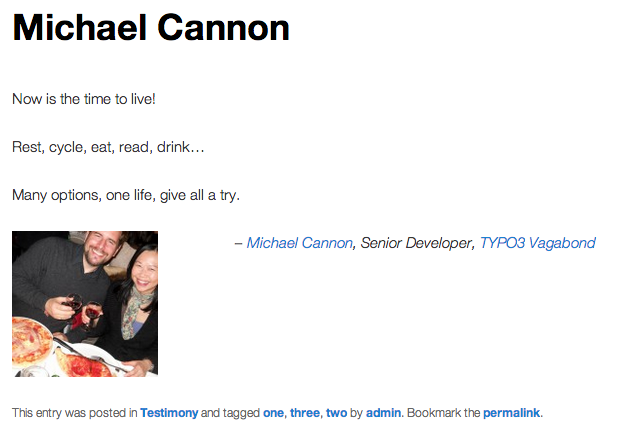 Michael Cannon
Now is the time to live!
Rest, cycle, eat, read, drink…
Many options, one life, give all a try.
– Michael Cannon, Senior Developer, TYPO3 Vagabond
This entry was posted in Testimony and tagged one, three, two by admin. Bookmark the permalink.